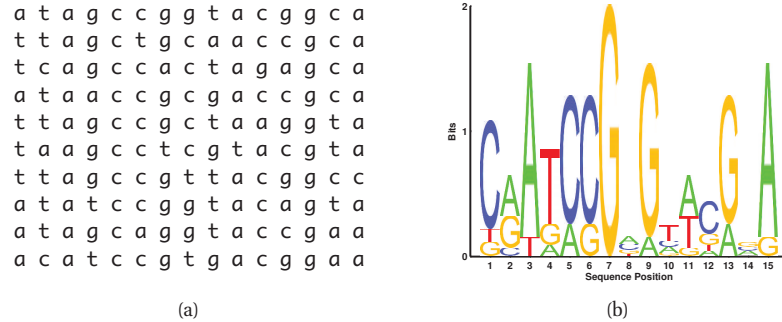 a t a g c c g g t a c g g c a
t t a g c t g c a a c c g c a
t c a g c c a c t a g a g c a
a t a a c c g c g a c c g c a
t t a g c c g c t a a g g t a
t a a g c c t c g t a c g t a
t t a g c c g t t a c g g c c
a t a t c c g g t a c a g t a
a t a g c a g g t a c c g a a
a c a t c c g t g a c g g a a
(a)
2
1
0
Bits
C A A T C C G A G T A C G A
T G T G A G C A C T G A G
G C A
1 2 3 4 5 6 7 8 9 10 11 12 13 14 15
Sequence Position
(b)